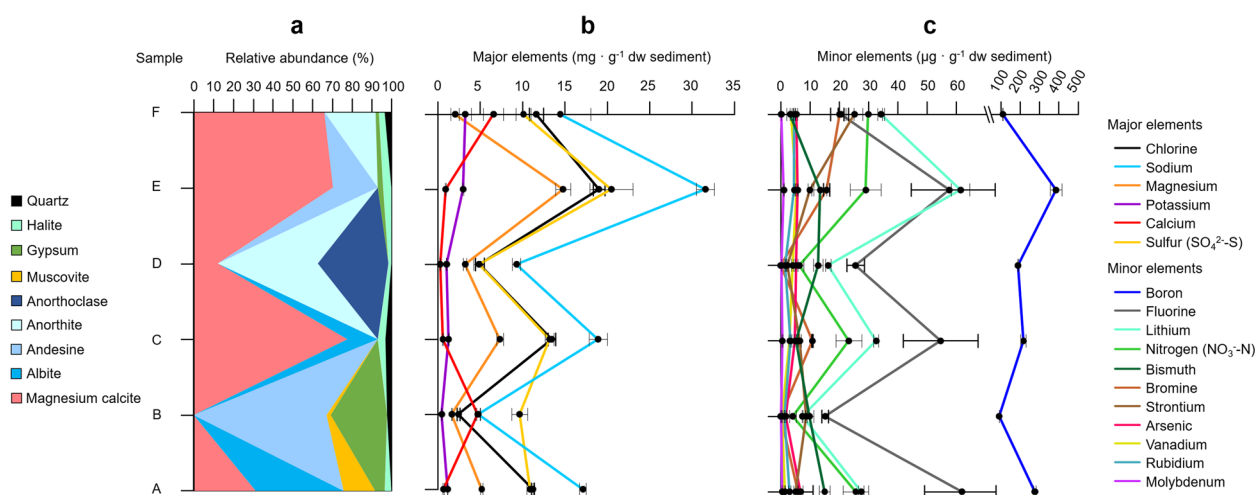 a
b
c
Sample
Relative abundance (%)
Major elements (mg · g-1 dw sediment)
Minor elements (µg · g-1 dw sediment)
0 10 20 30 40 50 60 70 80 90 100
0 5 10 15 20 25 30 35
0 10 20 30 40 50 60 100 200 300 400 500
F
E
D
C
B
A
Quartz
Halite
Gypsum
Muscovite
Anorthoclase
Anorthite
Andesine
Albite
Magnesium calcite
Major elements
Chlorine
Sodium
Magnesium
Potassium
Calcium
Sulfur (SO₄²⁻-S)
Minor elements
Boron
Fluorine
Lithium
Nitrogen (NO₃⁻-N)
Bismuth
Bromine
Strontium
Arsenic
Vanadium
Rubidium
Molybdenum